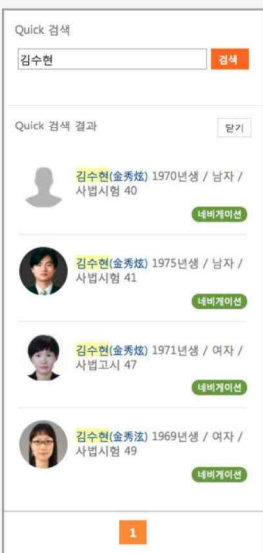 Quick 검색
김수현 검색
Quick 검색 결과 닫기
김수현(金秀炫) 1970년생 / 남자 /
사법시험 40
네비게이션
김수현(金秀炫) 1975년생 / 남자 /
사법시험 41
네비게이션
김수현(金秀炫) 1971년생 / 여자 /
사법고시 47
네비게이션
김수현(金秀泫) 1969년생 / 여자 /
사법시험 49
네비게이션
1